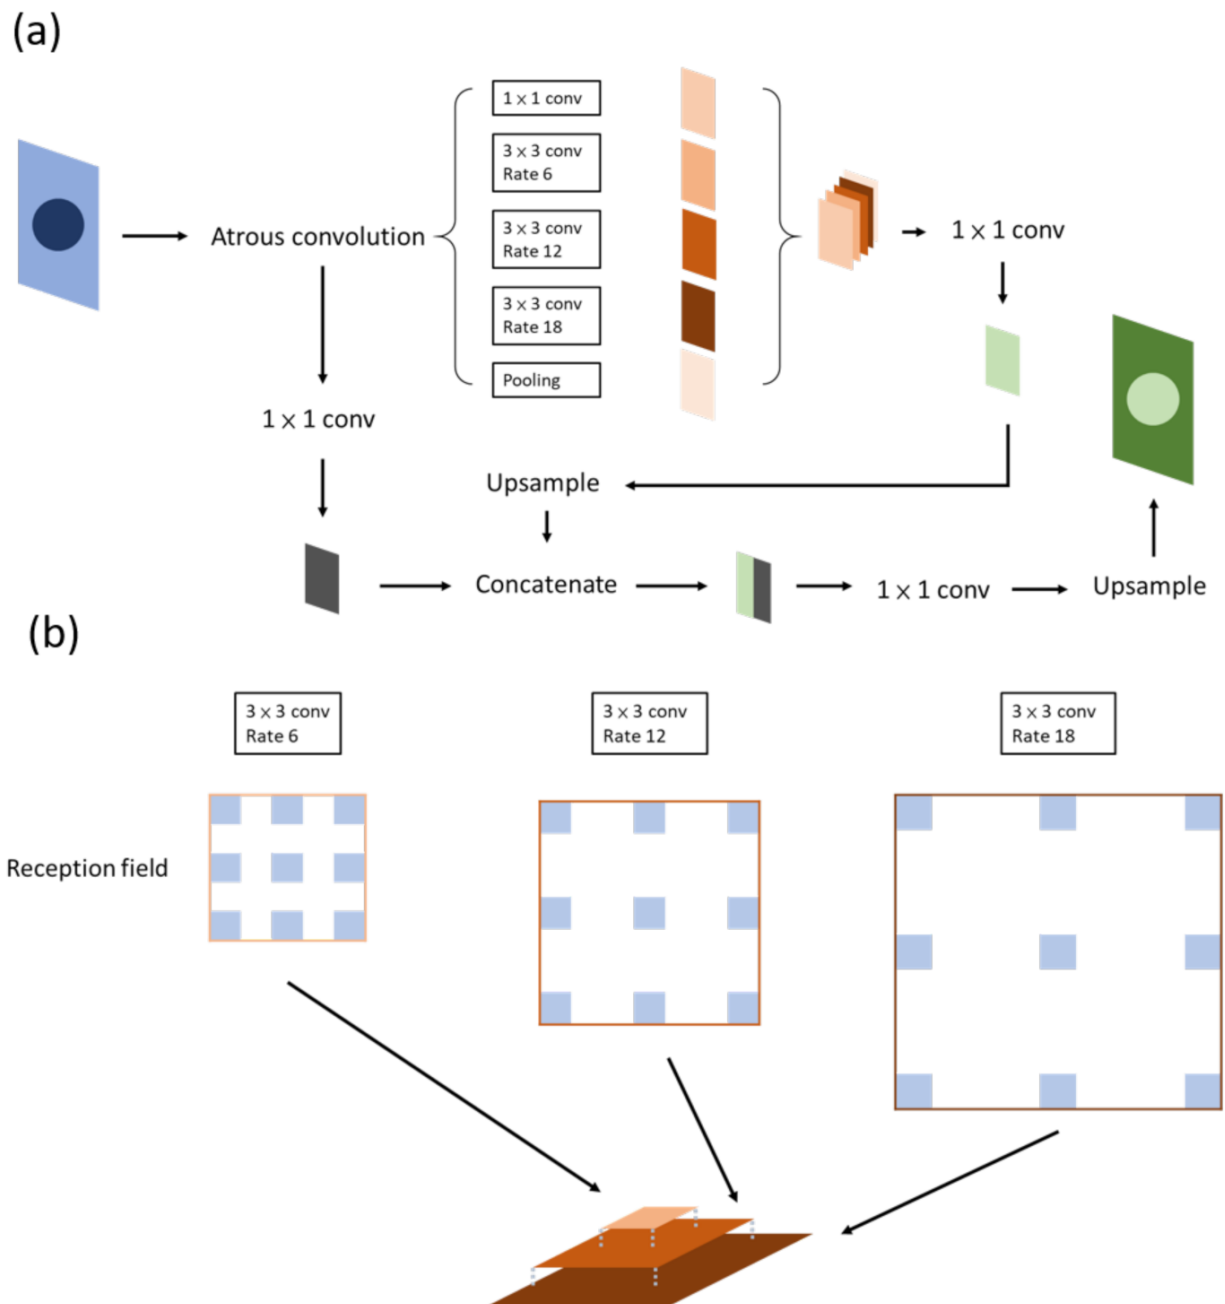 (a)
1 x 1 conv
3 x 3 conv
Rate 6
3 x 3 conv
Rate 12
3 x 3 conv
Rate 18
Pooling
Atrous convolution
1 x 1 conv
1 x 1 conv
Upsample
Concatenate
1 x 1 conv
Upsample
(b)
3 x 3 conv
Rate 6
3 x 3 conv
Rate 12
3 x 3 conv
Rate 18
Reception field